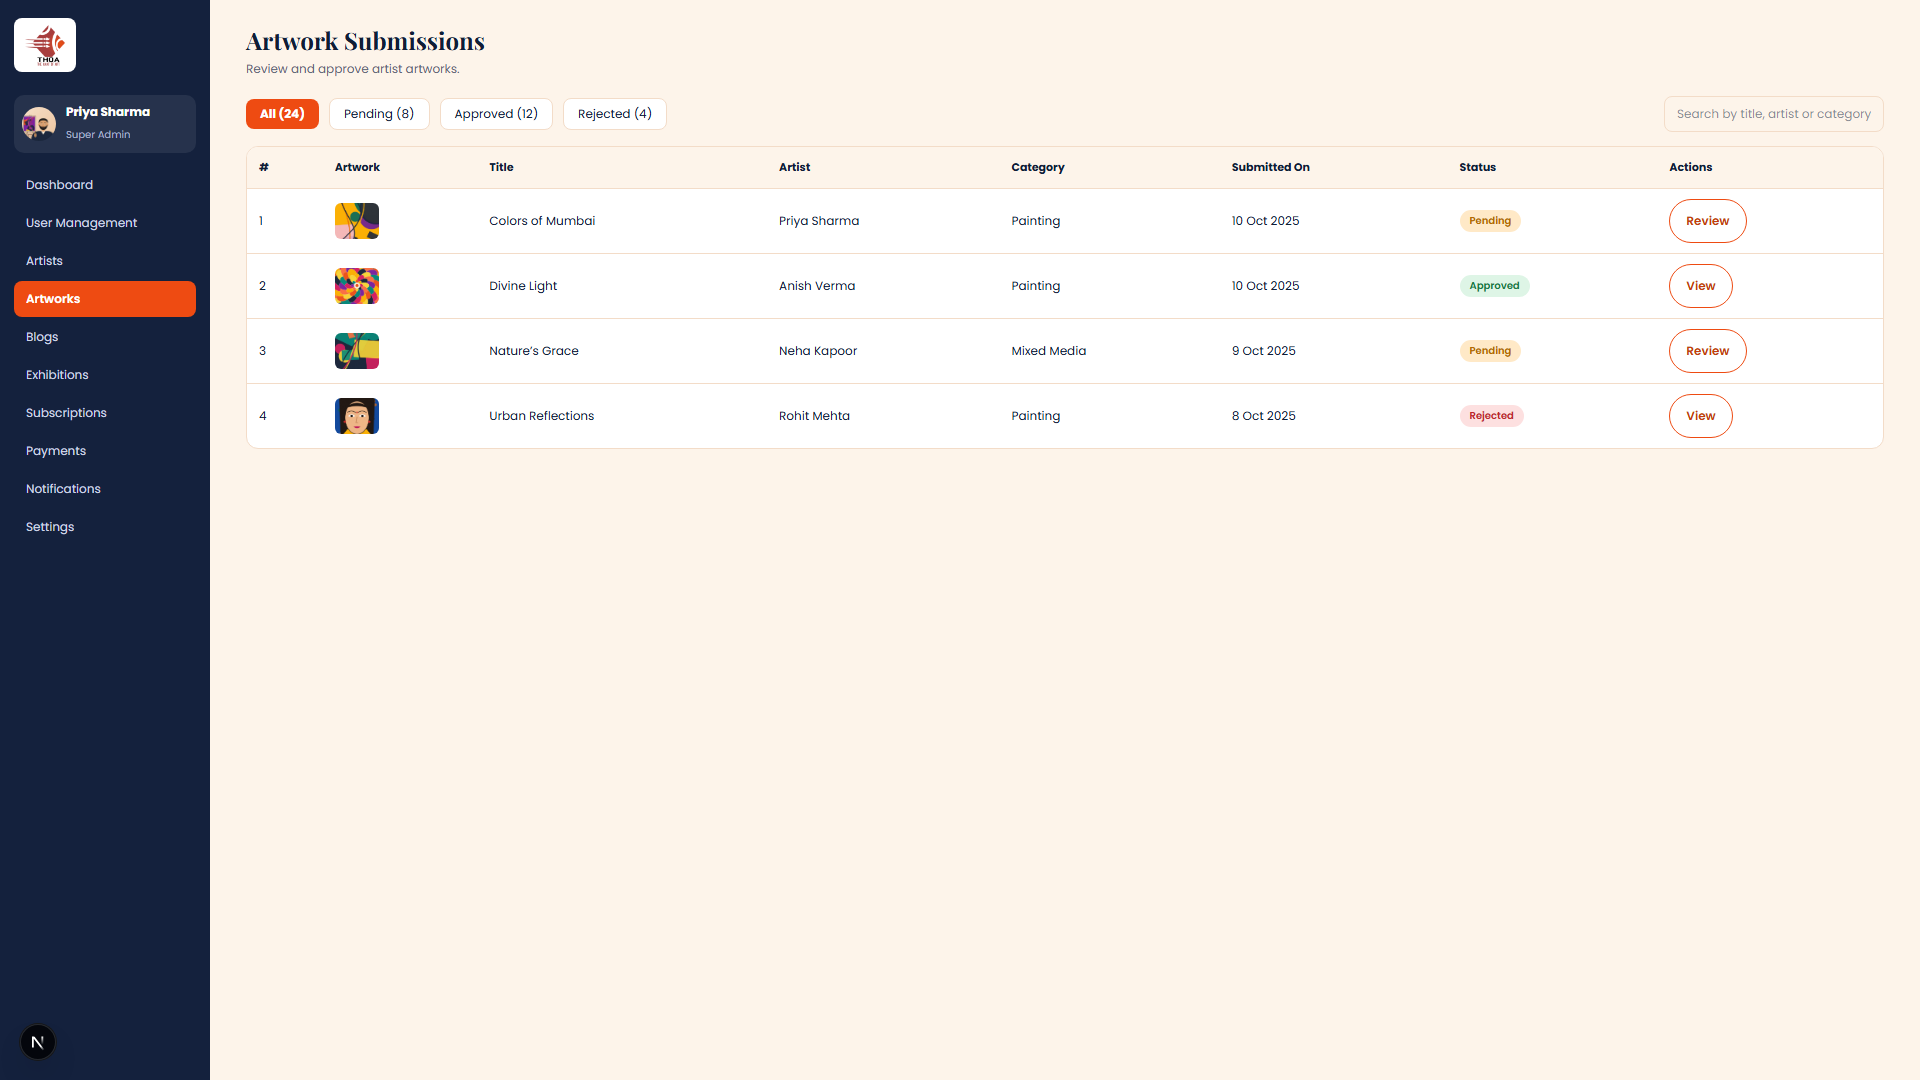 THOA
Priya Sharma
Super Admin
Dashboard
User Management
Artists
Artworks
Blogs
Exhibitions
Subscriptions
Payments
Notifications
Settings
N
Artwork Submissions
Review and approve artist artworks.
All (24) Pending (8) Approved (12) Rejected (4) Search by title, artist or category
# Artwork Title Artist Category Submitted On Status Actions
1 Colors of Mumbai Priya Sharma Painting 10 Oct 2025 Pending Review
2 Divine Light Anish Verma Painting 10 Oct 2025 Approved View
3 Nature’s Grace Neha Kapoor Mixed Media 9 Oct 2025 Pending Review
4 Urban Reflections Rohit Mehta Painting 8 Oct 2025 Rejected View